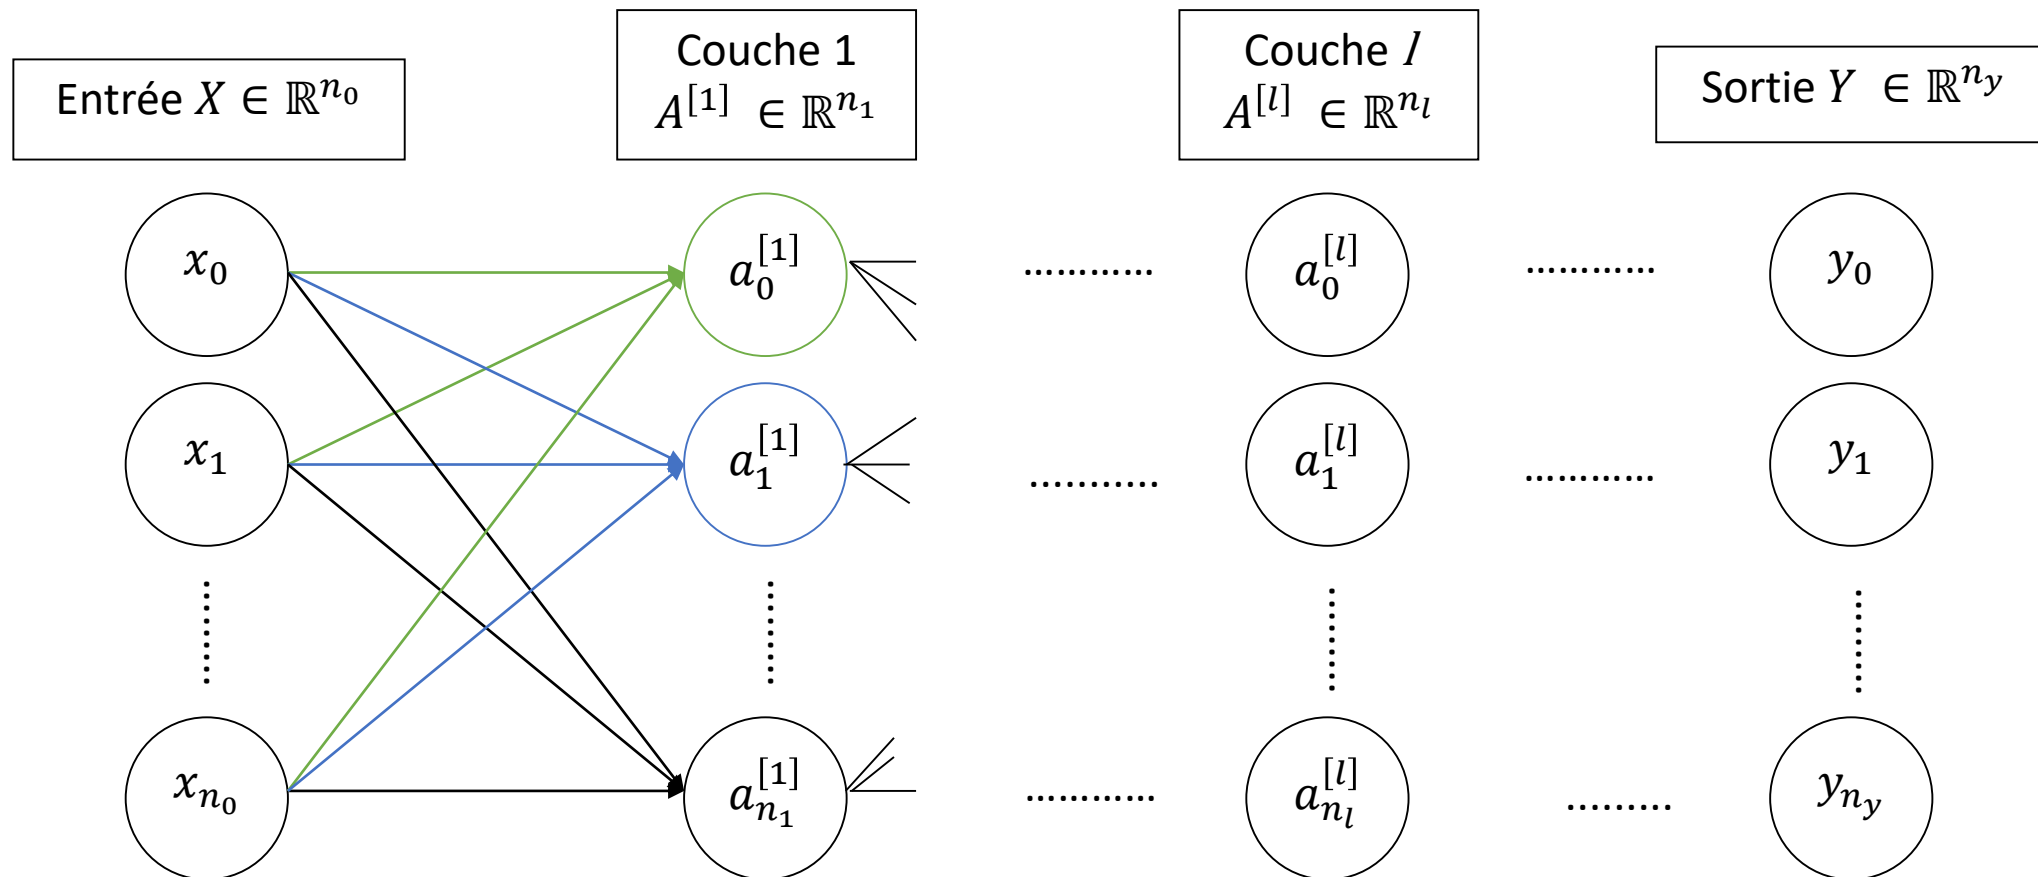 Entrée X ∈ ℝ^{n_0}
Couche 1
A^{[1]} ∈ ℝ^{n_1}
Couche l
A^{[l]} ∈ ℝ^{n_l}
Sortie Y ∈ ℝ^{n_y}
x_0
a_0^{[1]}
............
a_0^{[l]}
............
y_0
x_1
a_1^{[1]}
...........
a_1^{[l]}
............
y_1
x_{n_0}
a_{n_1}^{[1]}
............
a_{n_l}^{[l]}
.........
y_{n_y}